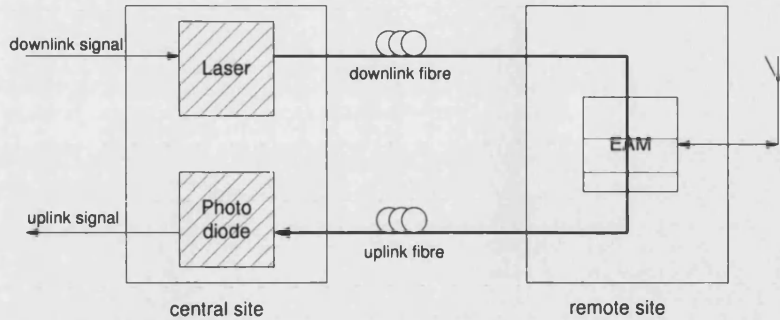 downlink signal
Laser
downlink fibre
EAM
uplink signal
Photo
diode
uplink fibre
central site
remote site